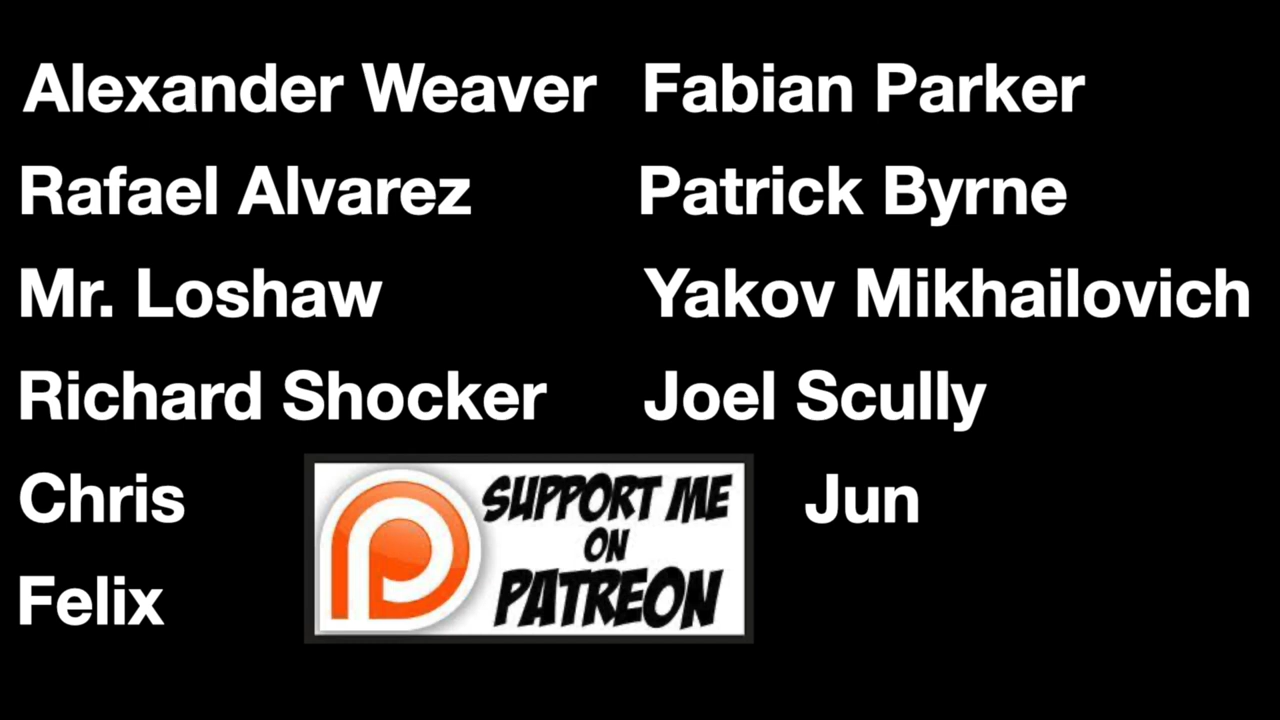 Alexander Weaver
Fabian Parker
Rafael Alvarez
Patrick Byrne
Mr. Loshaw
Yakov Mikhailovich
Richard Shocker
Joel Scully
Chris
Jun
Felix
SUPPORT ME
ON
PATREON